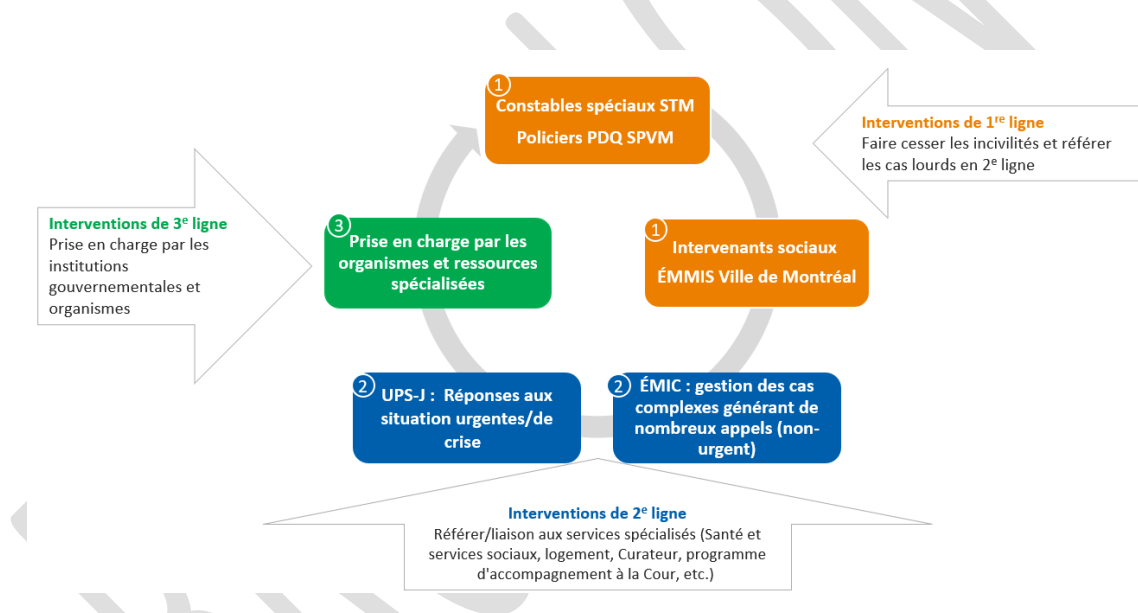 1
Constables spéciaux STM
Policiers PDQ SPVM
Interventions de 1re ligne
Faire cesser les incivilités et référer
les cas lourds en 2e ligne
1
Intervenants sociaux
ÉMMIS Ville de Montréal
2
ÉMIC : gestion des cas
complexes générant de
nombreux appels (non-
urgent)
2
UPS-J : Réponses aux
situation urgentes/de
crise
Interventions de 2e ligne
Référer/liaison aux services spécialisés (Santé et
services sociaux, logement, Curateur, programme
d'accompagnement à la Cour, etc.)
3
Prise en charge par les
organismes et ressources
spécialisées
Interventions de 3e ligne
Prise en charge par les
institutions
gouvernementales et
organismes